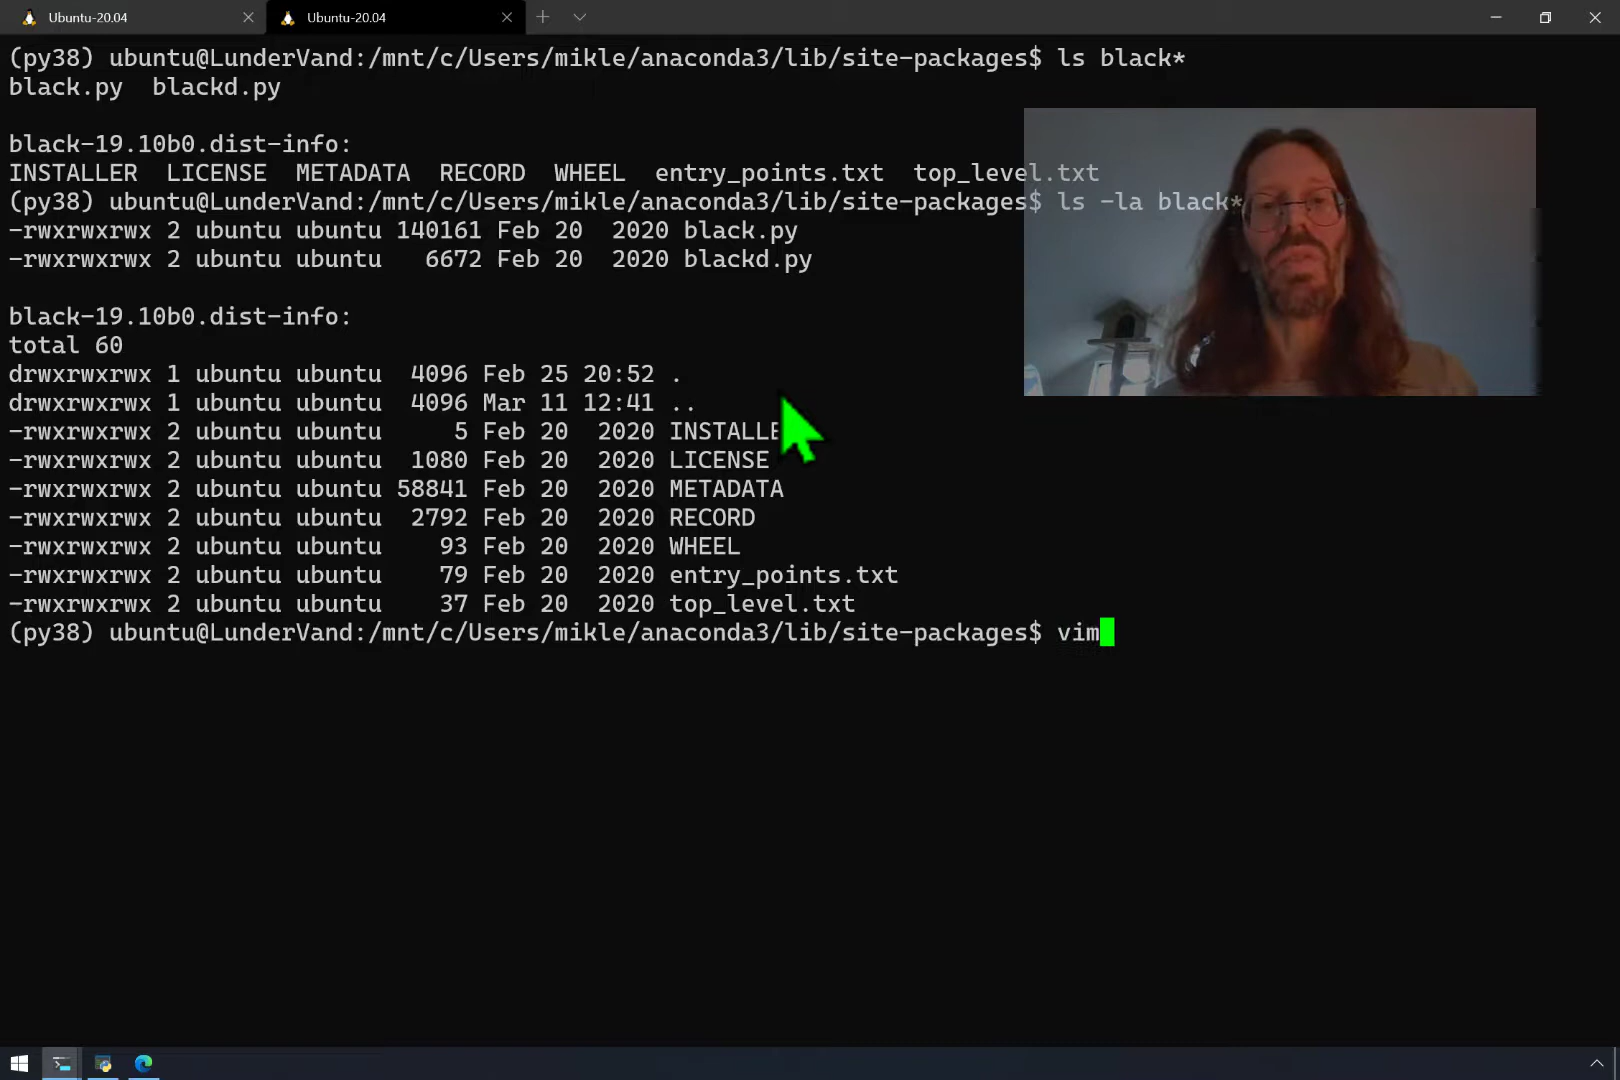 Ubuntu-20.04
Ubuntu-20.04
(py38) ubuntu@LunderVand:/mnt/c/Users/mikle/anaconda3/lib/site-packages$ ls black*
black.py  blackd.py
black-19.10b0.dist-info:
INSTALLER  LICENSE  METADATA  RECORD  WHEEL  entry_points.txt  top_level.txt
(py38) ubuntu@LunderVand:/mnt/c/Users/mikle/anaconda3/lib/site-packages$ ls -la black*
-rwxrwxrwx 2 ubuntu ubuntu 140161 Feb 20  2020 black.py
-rwxrwxrwx 2 ubuntu ubuntu   6672 Feb 20  2020 blackd.py
black-19.10b0.dist-info:
total 60
drwxrwxrwx 1 ubuntu ubuntu  4096 Feb 25 20:52 .
drwxrwxrwx 1 ubuntu ubuntu  4096 Mar 11 12:41 ..
-rwxrwxrwx 2 ubuntu ubuntu     5 Feb 20  2020 INSTALLE
-rwxrwxrwx 2 ubuntu ubuntu  1080 Feb 20  2020 LICENSE
-rwxrwxrwx 2 ubuntu ubuntu 58841 Feb 20  2020 METADATA
-rwxrwxrwx 2 ubuntu ubuntu  2792 Feb 20  2020 RECORD
-rwxrwxrwx 2 ubuntu ubuntu    93 Feb 20  2020 WHEEL
-rwxrwxrwx 2 ubuntu ubuntu    79 Feb 20  2020 entry_points.txt
-rwxrwxrwx 2 ubuntu ubuntu    37 Feb 20  2020 top_level.txt
(py38) ubuntu@LunderVand:/mnt/c/Users/mikle/anaconda3/lib/site-packages$ vim